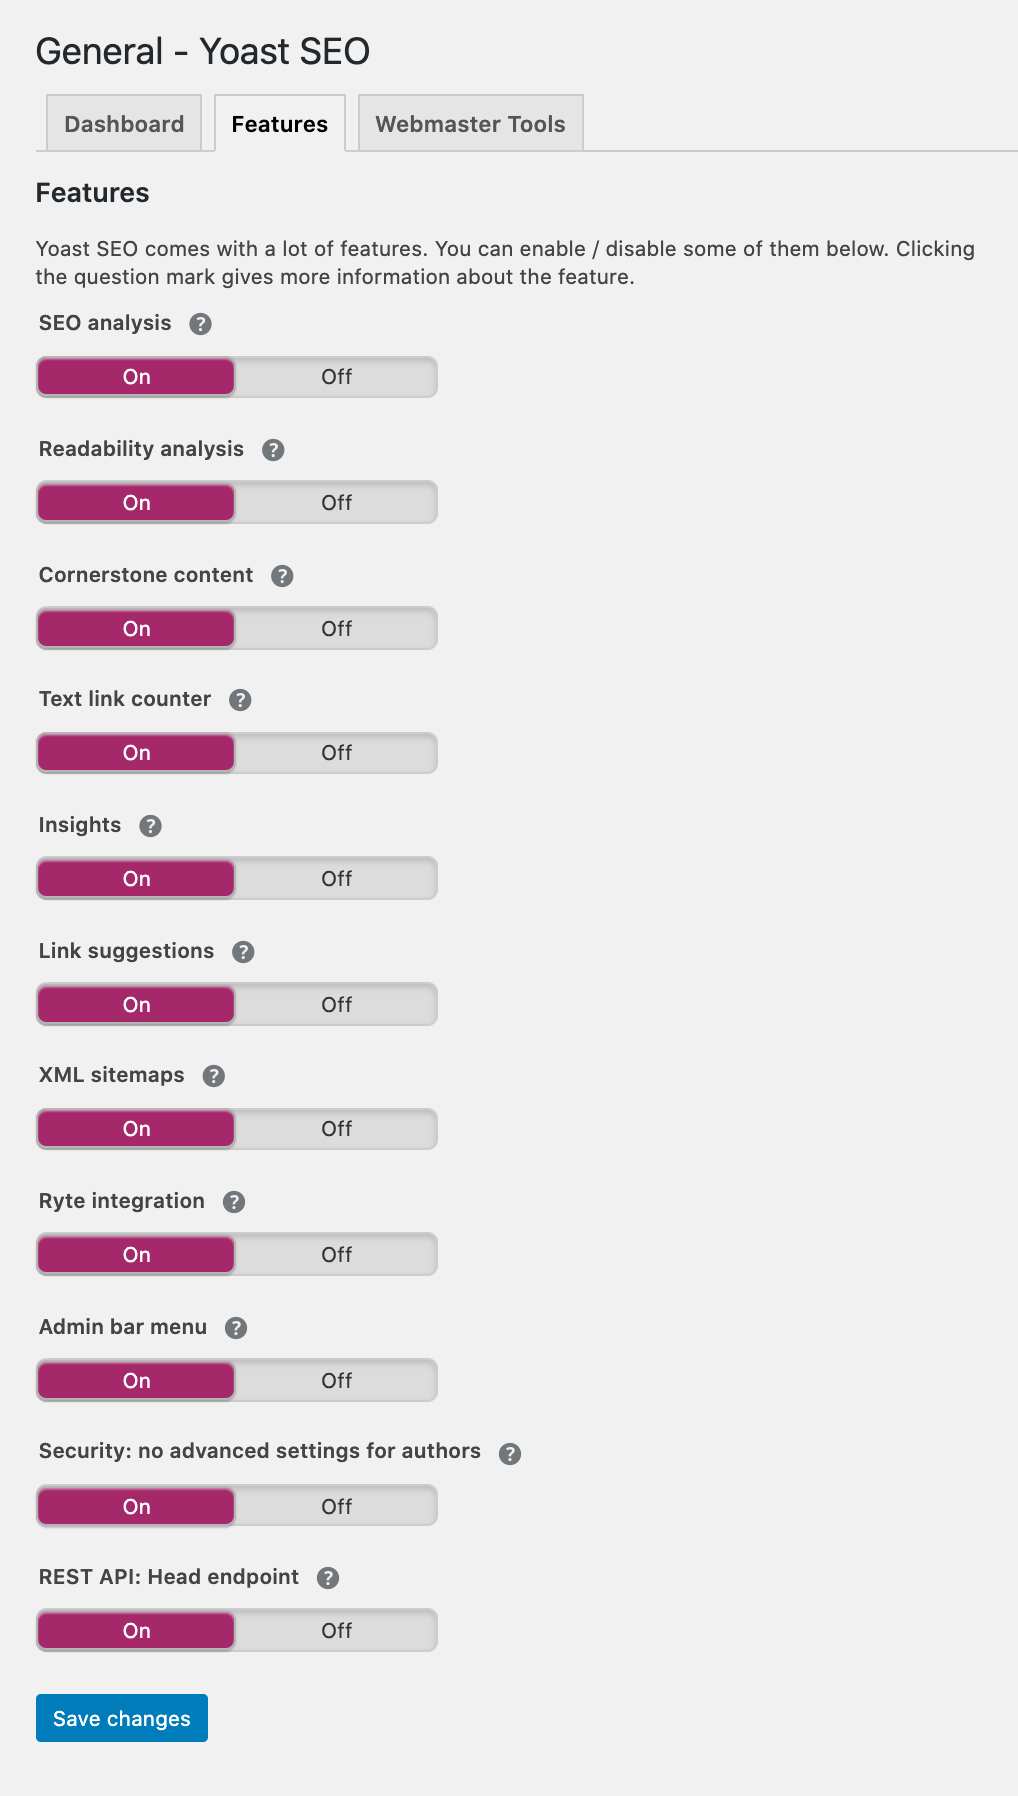 General - Yoast SEO
Dashboard Features Webmaster Tools
Features
Yoast SEO comes with a lot of features. You can enable / disable some of them below. Clicking
the question mark gives more information about the feature.
SEO analysis ?
On Off
Readability analysis ?
On Off
Cornerstone content ?
On Off
Text link counter ?
On Off
Insights ?
On Off
Link suggestions ?
On Off
XML sitemaps ?
On Off
Ryte integration ?
On Off
Admin bar menu ?
On Off
Security: no advanced settings for authors ?
On Off
REST API: Head endpoint ?
On Off
Save changes